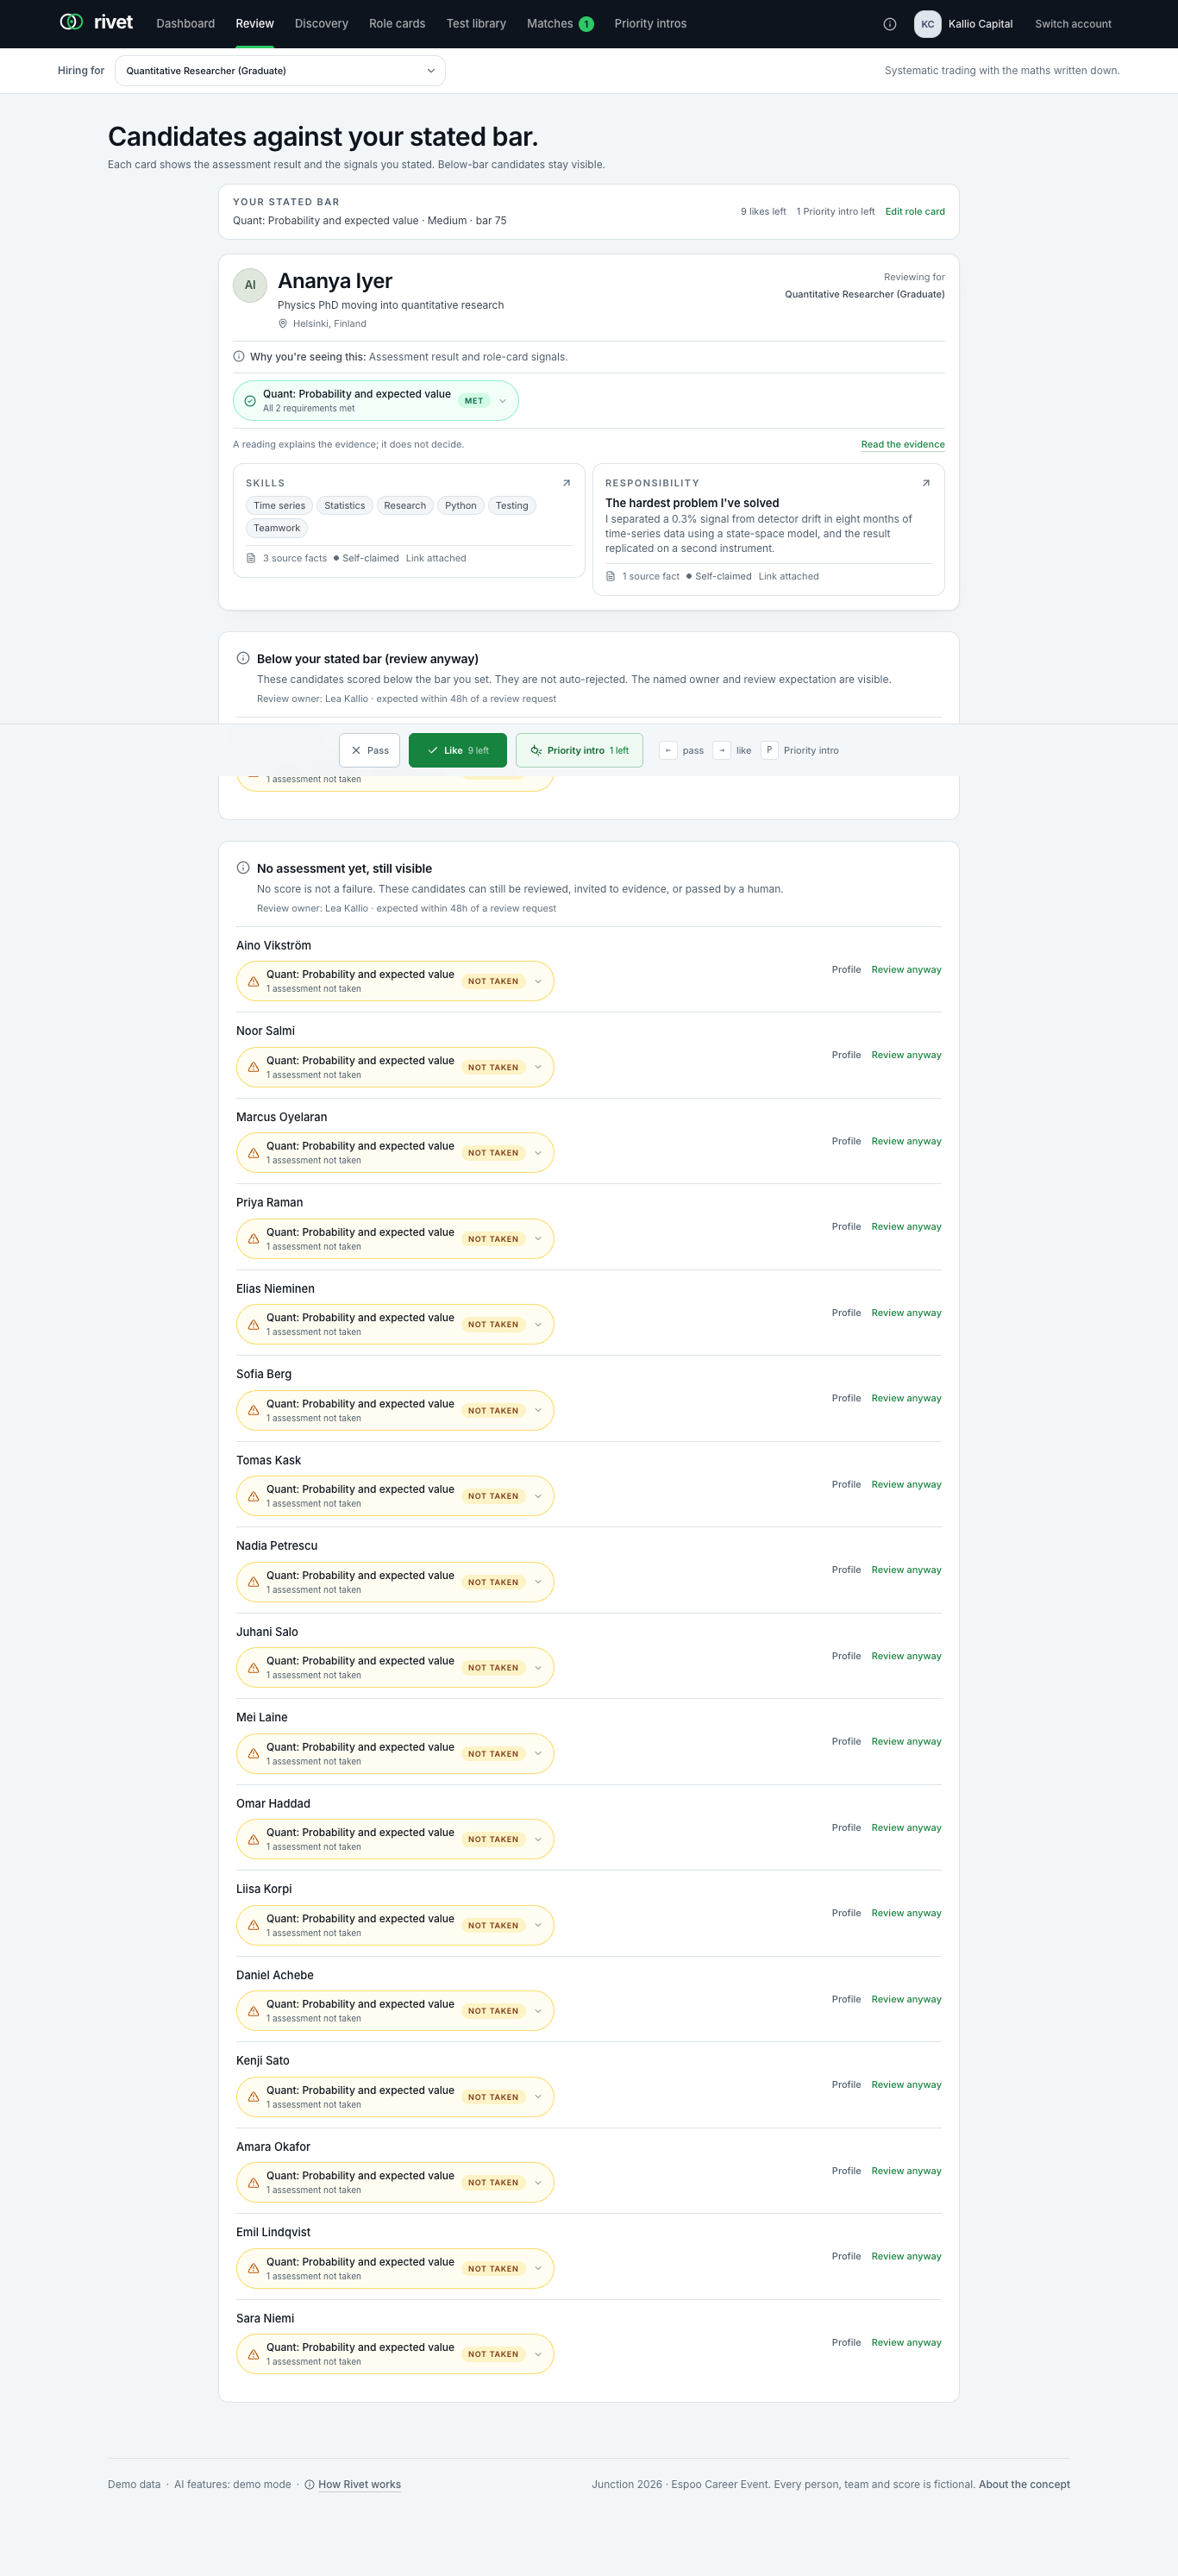 rivet Dashboard Review Discovery Role cards Test library Matches 1 Priority intros KC Kallio Capital Switch account
Hiring for Quantitative Researcher (Graduate) Systematic trading with the maths written down.
Candidates against your stated bar.
Each card shows the assessment result and the signals you stated. Below-bar candidates stay visible.
YOUR STATED BAR
Quant: Probability and expected value · Medium · bar 75
9 likes left 1 Priority intro left Edit role card
AI Ananya Iyer
Physics PhD moving into quantitative research
Helsinki, Finland
Reviewing for
Quantitative Researcher (Graduate)
Why you're seeing this: Assessment result and role-card signals.
Quant: Probability and expected value MET
All 2 requirements met
A reading explains the evidence; it does not decide. Read the evidence
SKILLS
Time series Statistics Research Python Testing
Teamwork
3 source facts Self-claimed Link attached
RESPONSIBILITY
The hardest problem I've solved
I separated a 0.3% signal from detector drift in eight months of
time-series data using a state-space model, and the result
replicated on a second instrument.
1 source fact Self-claimed Link attached
Below your stated bar (review anyway)
These candidates scored below the bar you set. They are not auto-rejected. The named owner and review expectation are visible.
Review owner: Lea Kallio · expected within 48h of a review request
Pass Like 9 left Priority intro 1 left ← pass → like P Priority intro
1 assessment not taken
No assessment yet, still visible
No score is not a failure. These candidates can still be reviewed, invited to evidence, or passed by a human.
Review owner: Lea Kallio · expected within 48h of a review request
Aino Vikström
Quant: Probability and expected value NOT TAKEN
1 assessment not taken
Profile Review anyway
Noor Salmi
Quant: Probability and expected value NOT TAKEN
1 assessment not taken
Profile Review anyway
Marcus Oyelaran
Quant: Probability and expected value NOT TAKEN
1 assessment not taken
Profile Review anyway
Priya Raman
Quant: Probability and expected value NOT TAKEN
1 assessment not taken
Profile Review anyway
Elias Nieminen
Quant: Probability and expected value NOT TAKEN
1 assessment not taken
Profile Review anyway
Sofia Berg
Quant: Probability and expected value NOT TAKEN
1 assessment not taken
Profile Review anyway
Tomas Kask
Quant: Probability and expected value NOT TAKEN
1 assessment not taken
Profile Review anyway
Nadia Petrescu
Quant: Probability and expected value NOT TAKEN
1 assessment not taken
Profile Review anyway
Juhani Salo
Quant: Probability and expected value NOT TAKEN
1 assessment not taken
Profile Review anyway
Mei Laine
Quant: Probability and expected value NOT TAKEN
1 assessment not taken
Profile Review anyway
Omar Haddad
Quant: Probability and expected value NOT TAKEN
1 assessment not taken
Profile Review anyway
Liisa Korpi
Quant: Probability and expected value NOT TAKEN
1 assessment not taken
Profile Review anyway
Daniel Achebe
Quant: Probability and expected value NOT TAKEN
1 assessment not taken
Profile Review anyway
Kenji Sato
Quant: Probability and expected value NOT TAKEN
1 assessment not taken
Profile Review anyway
Amara Okafor
Quant: Probability and expected value NOT TAKEN
1 assessment not taken
Profile Review anyway
Emil Lindqvist
Quant: Probability and expected value NOT TAKEN
1 assessment not taken
Profile Review anyway
Sara Niemi
Quant: Probability and expected value NOT TAKEN
1 assessment not taken
Profile Review anyway
Demo data · AI features: demo mode · How Rivet works
Junction 2026 · Espoo Career Event. Every person, team and score is fictional. About the concept